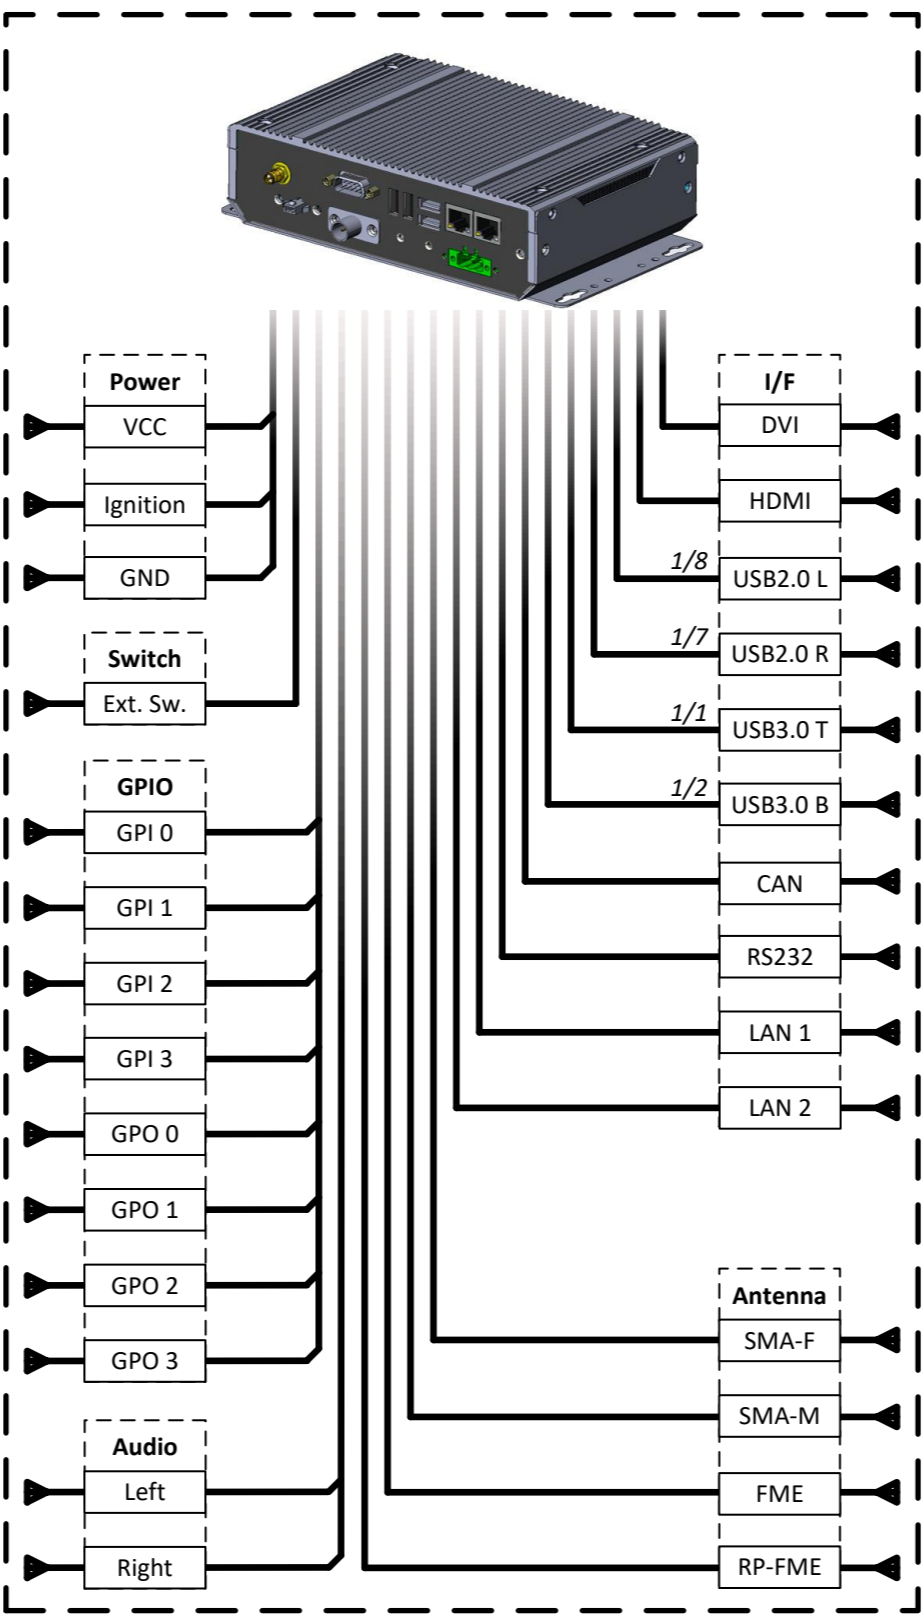 Power
VCC
Ignition
GND
Switch
Ext. Sw.
GPIO
GPI 0
GPI 1
GPI 2
GPI 3
GPO 0
GPO 1
GPO 2
GPO 3
Audio
Left
Right
I/F
DVI
HDMI
1/8 USB2.0 L
1/7 USB2.0 R
1/1 USB3.0 T
1/2 USB3.0 B
CAN
RS232
LAN 1
LAN 2
Antenna
SMA-F
SMA-M
FME
RP-FME